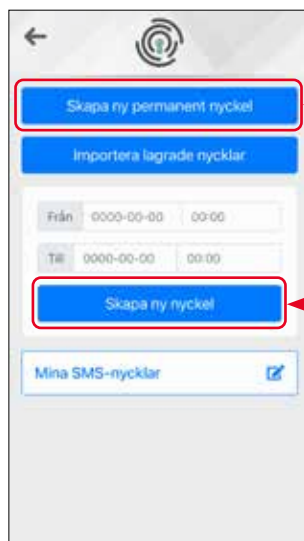 Skapa ny permanent nyckel
Importera lagrade nycklar
Från 0000-00-00 00:00
Till 0000-00-00 00:00
Skapa ny nyckel
Mina SMS-nycklar